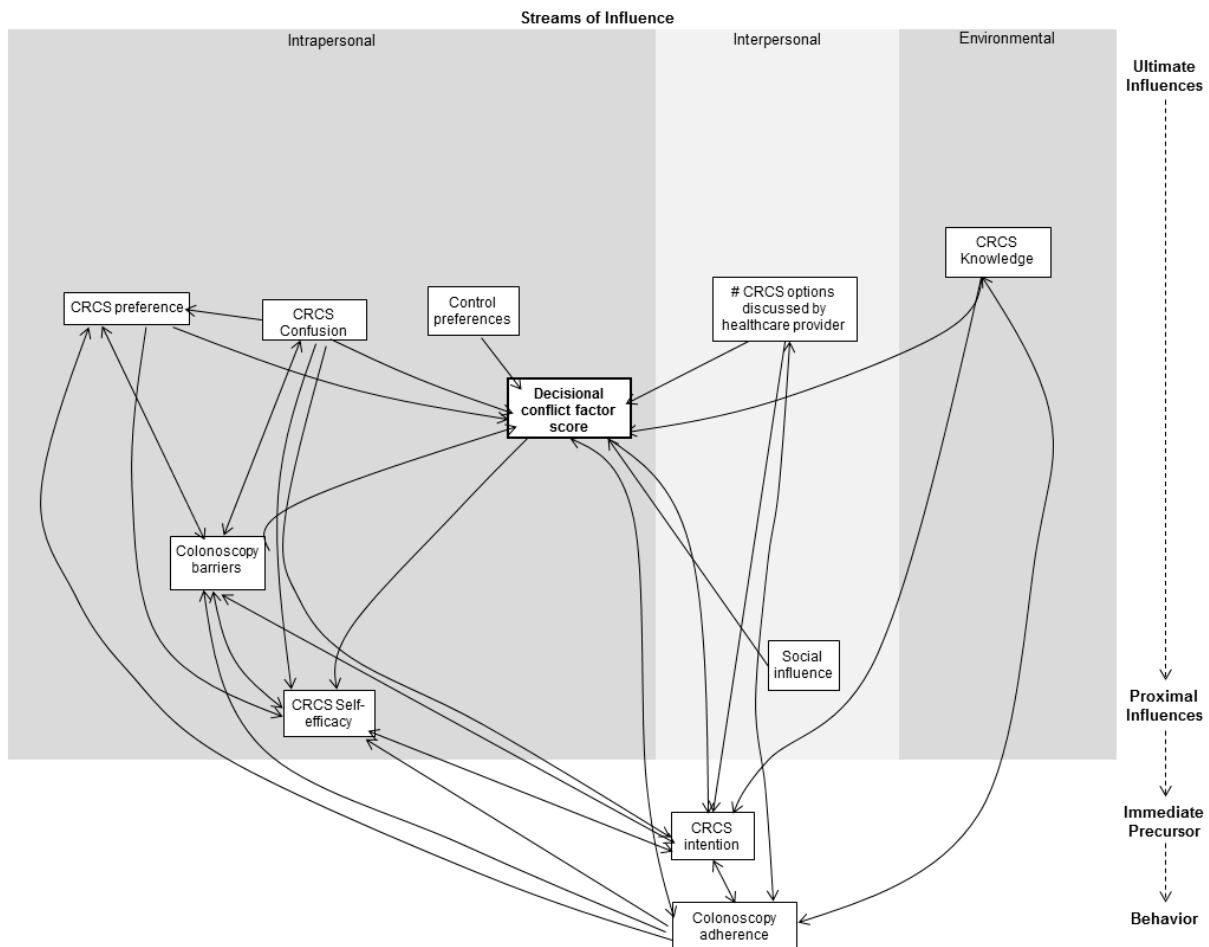 Streams of Influence
Intrapersonal
Interpersonal
Environmental
Ultimate
Influences
CRCS
Knowledge
CRCS preference
CRCS
Confusion
Control
preferences
# CRCS options
discussed by
healthcare provider
Decisional
conflict factor
score
Colonoscopy
barriers
Social
influence
CRCS Self-
efficacy
Proximal
Influences
CRCS
intention
Immediate
Precursor
Colonoscopy
adherence
Behavior